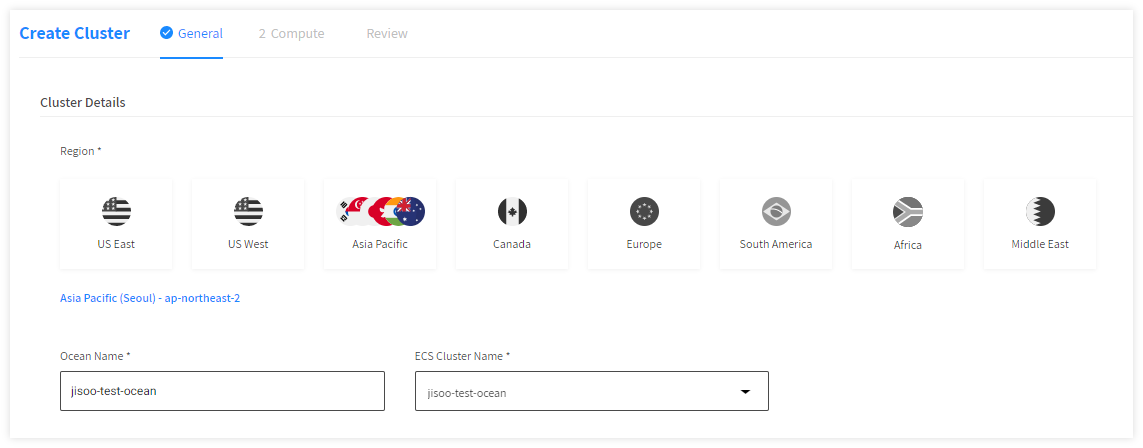 Create Cluster General 2 Compute Review
Cluster Details
Region *
US East US West Asia Pacific Canada Europe South America Africa Middle East
Asia Pacific (Seoul) - ap-northeast-2
Ocean Name * ECS Cluster Name *
jisoo-test-ocean jisoo-test-ocean